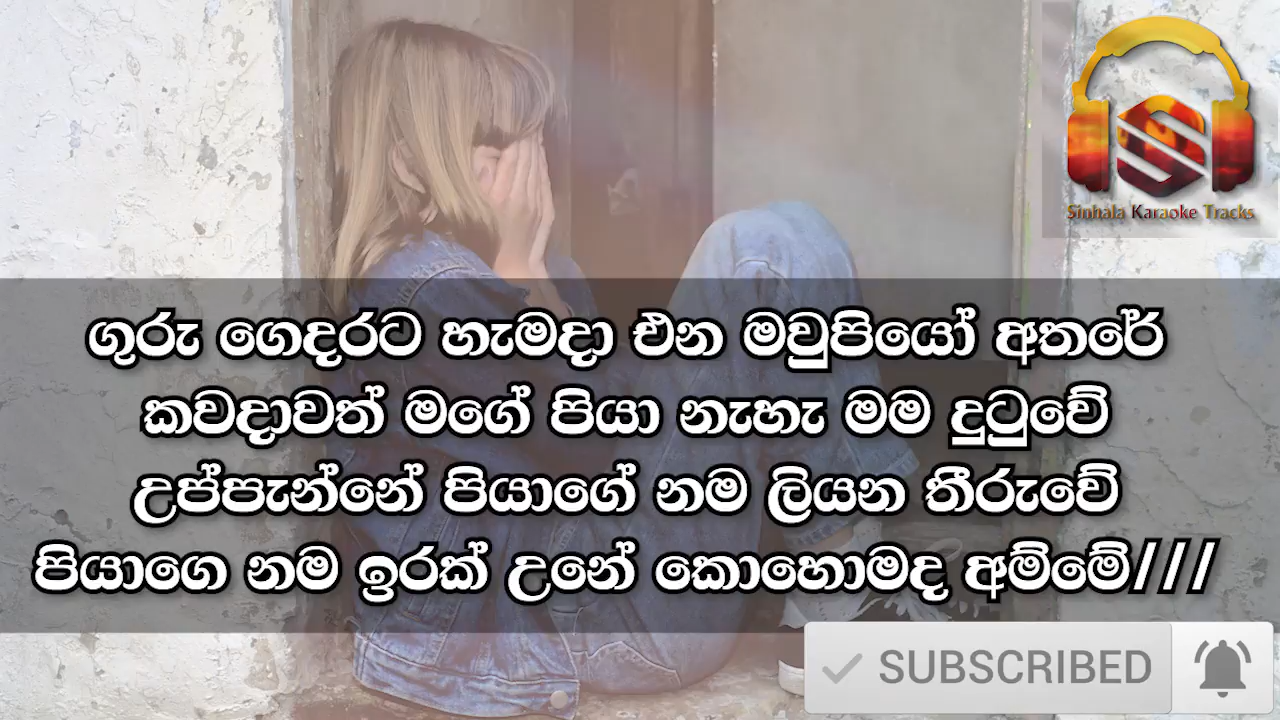 Sinhala Karaoke Tracks
ගුරු ගෙදරට හැමදා එන මවුපියෝ අතරේ
කවදාවත් මගේ පියා නැහැ මම දුටුවේ
උප්පැන්නේ පියාගේ නම ලියන තීරුවේ
පියාගෙ නම ඉරක් උනේ කොහොමද අම්මේ///
SUBSCRIBED